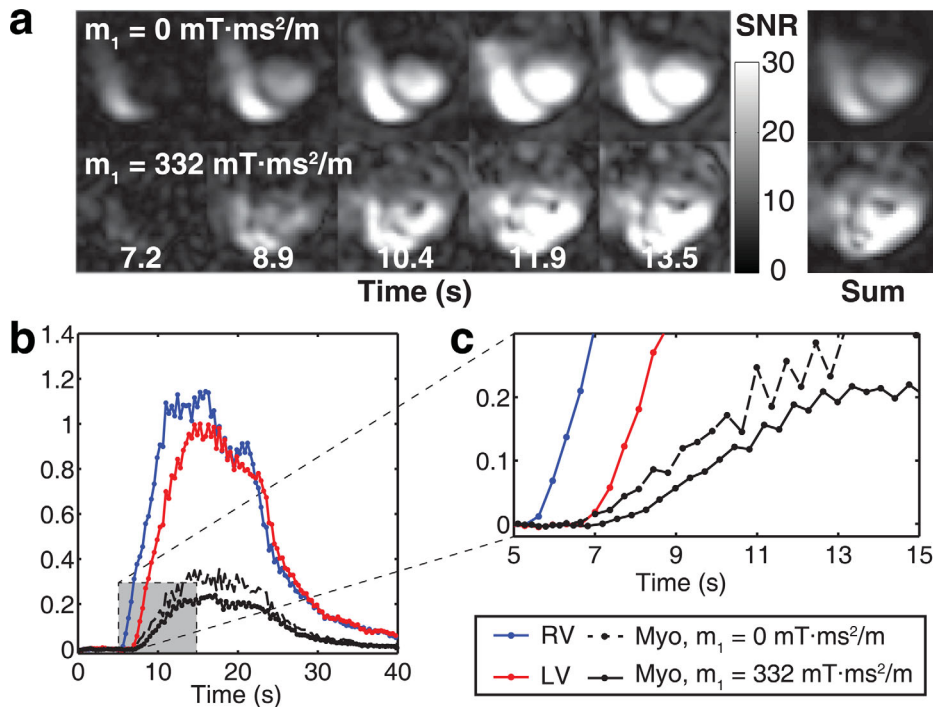 a
m₁ = 0 mT·ms²/m
SNR
30
20
10
0
m₁ = 332 mT·ms²/m
7.2 8.9 10.4 11.9 13.5
Time (s)
Sum
b
1.4
1.2
1
0.8
0.6
0.4
0.2
0
0 10 20 30 40
Time (s)
c
0.2
0.1
0
5 7 9 11 13 15
Time (s)
RV Myo, m₁ = 0 mT·ms²/m
LV Myo, m₁ = 332 mT·ms²/m